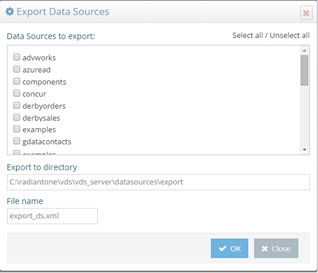 Export Data Sources
Data Sources to export:
Select all / Unselect all
advworks
azuread
components
concur
derbyorders
derbysales
examples
gdatacontacts
Export to directory
C:\radiantone\vds\vds_server\datasources\export
File name
export_ds.xml
OK
Close